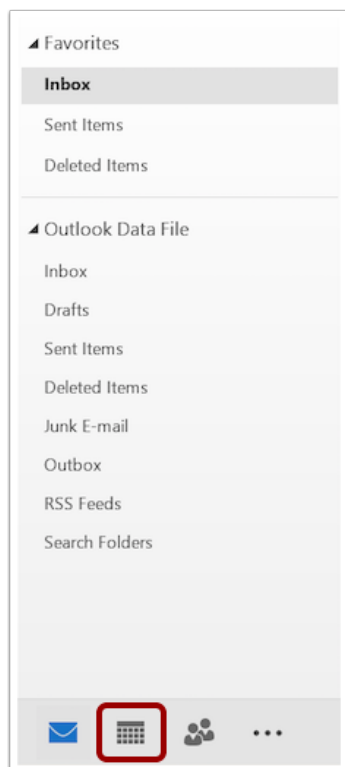 Favorites
Inbox
Sent Items
Deleted Items
Outlook Data File
Inbox
Drafts
Sent Items
Deleted Items
Junk E-mail
Outbox
RSS Feeds
Search Folders